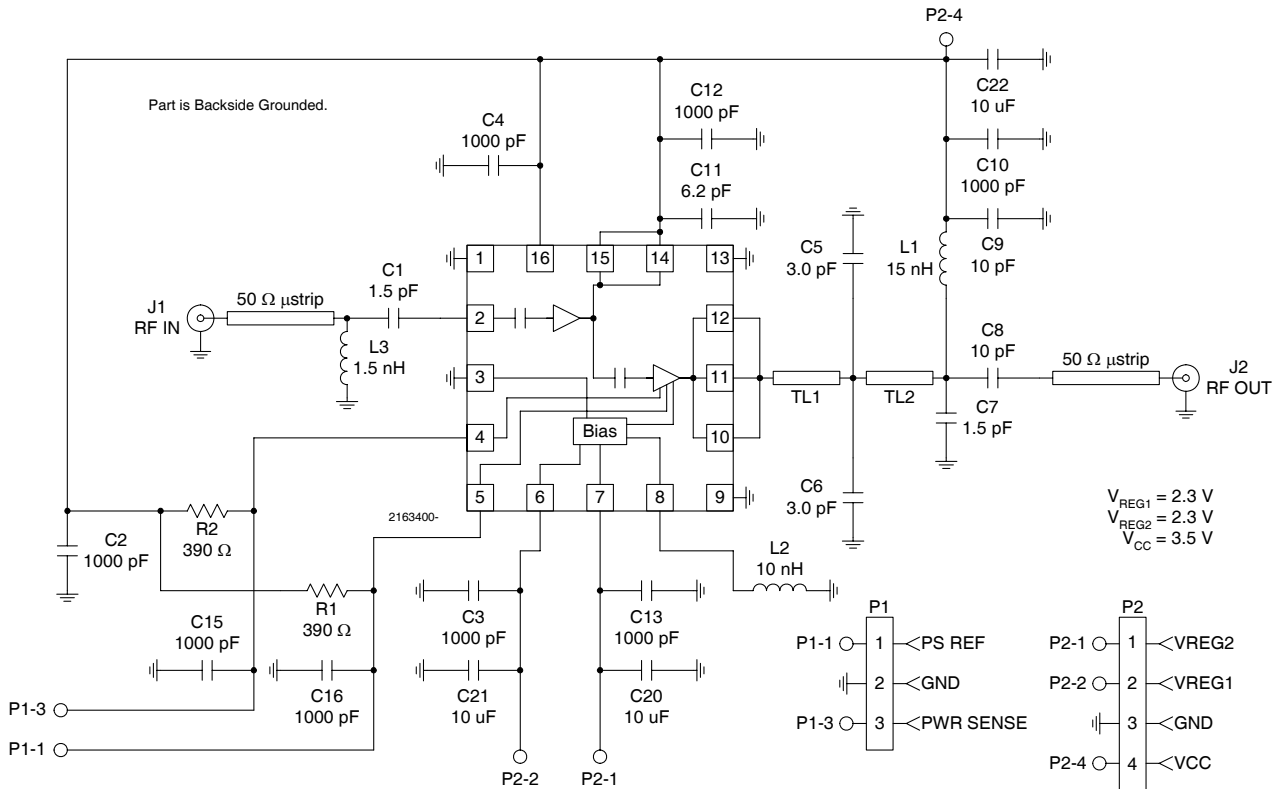 P2-4
C22
10 uF
Part is Backside Grounded.
C4
1000 pF
C12
1000 pF
C10
1000 pF
C11
6.2 pF
C5
3.0 pF
L1
15 nH
C9
10 pF
1
16
15
14
13
J1
RF IN
50 Ω μstrip
C1
1.5 pF
L3
1.5 nH
2
12
3
11
4
10
Bias
5
6
7
8
9
TL1
TL2
C8
10 pF
50 Ω μstrip
J2
RF OUT
C7
1.5 pF
C6
3.0 pF
VREG1 = 2.3 V
VREG2 = 2.3 V
VCC = 3.5 V
2163400-
C2
1000 pF
R2
390 Ω
R1
390 Ω
C15
1000 pF
C16
1000 pF
C3
1000 pF
C21
10 uF
C13
1000 pF
C20
10 uF
L2
10 nH
P1-3
P1-1
P2-2
P2-1
P1
P1-1
1
PS REF
2
GND
P1-3
3
PWR SENSE
P2
P2-1
1
VREG2
P2-2
2
VREG1
3
GND
P2-4
4
VCC